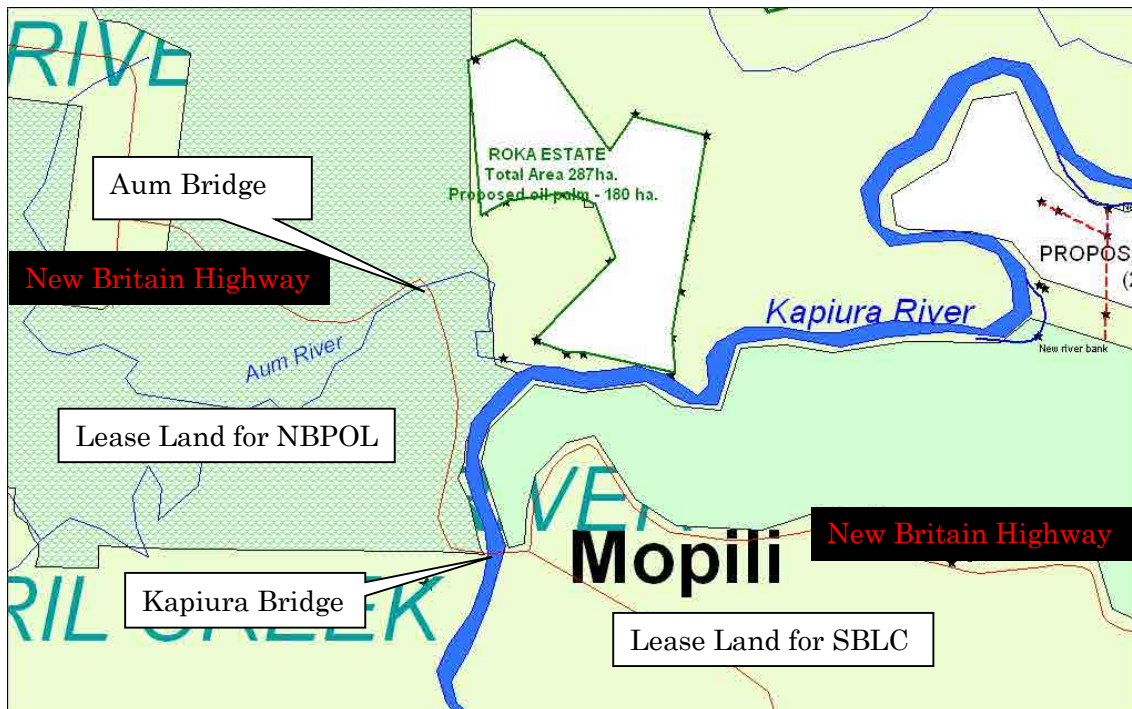 RIVE
ROKA ESTATE
Total Area 287ha.
Proposed oil palm - 180 ha.
Aum Bridge
New Britain Highway
PROPOS
(2
Kapiura River
New river bank
Aum River
Lease Land for NBPOL
VER
New Britain Highway
Mopili
Kapiura Bridge
RIL CREEK
Lease Land for SBLC